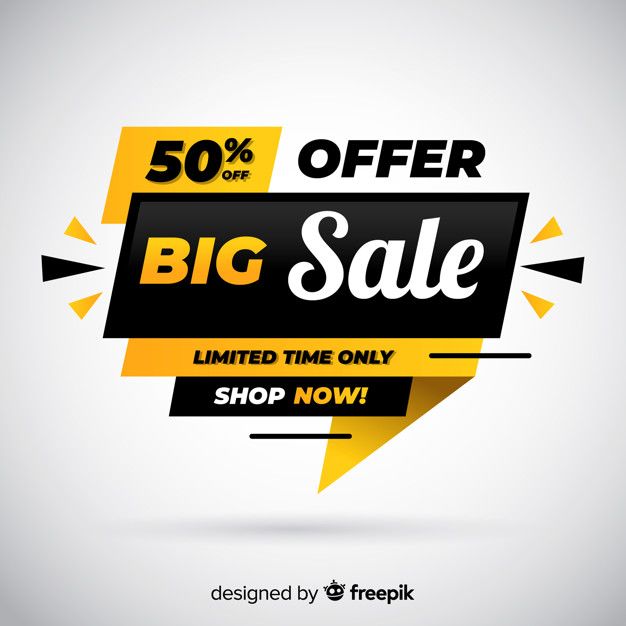 50% OFF OFFER
BIG Sale
LIMITED TIME ONLY
SHOP NOW!
designed by freepik